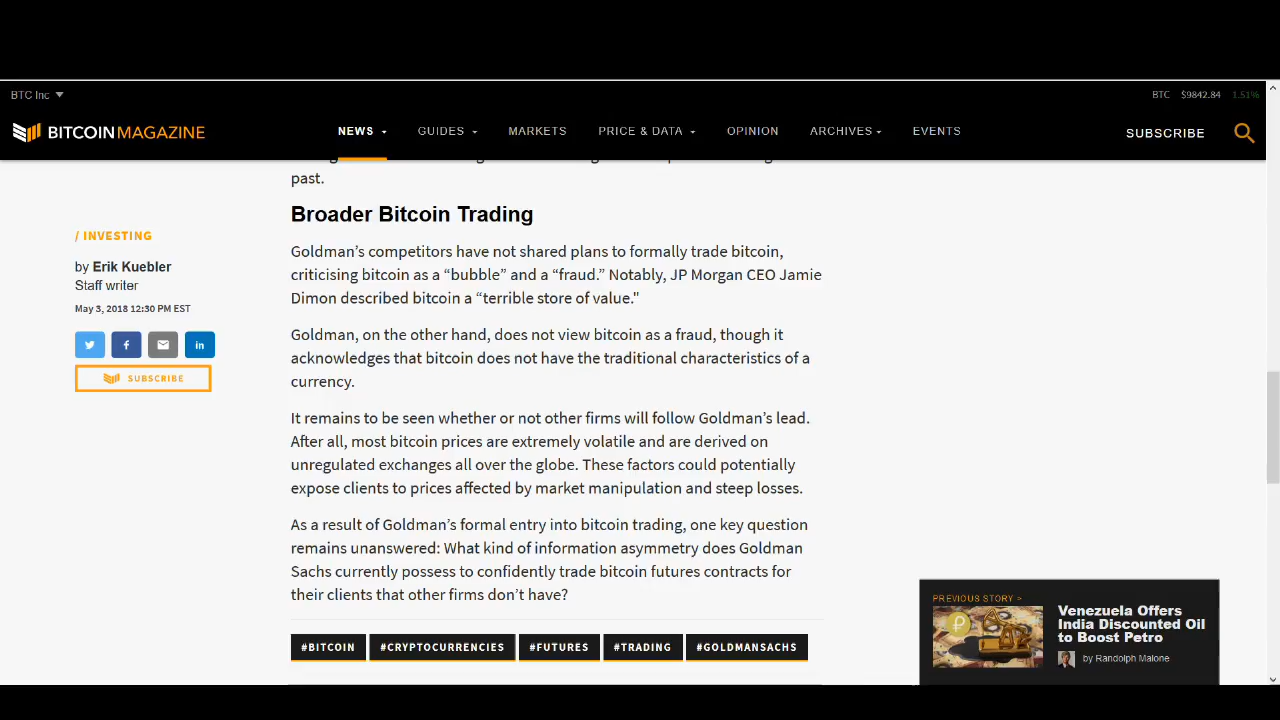 BTC Inc
BTC $9842.84 1.51%
BITCOINMAGAZINE
NEWS GUIDES MARKETS PRICE & DATA OPINION ARCHIVES EVENTS
SUBSCRIBE
past.
Broader Bitcoin Trading
/ INVESTING
by Erik Kuebler
Staff writer
May 3, 2018 12:30 PM EST
in
SUBSCRIBE
Goldman’s competitors have not shared plans to formally trade bitcoin,
criticising bitcoin as a “bubble” and a “fraud.” Notably, JP Morgan CEO Jamie
Dimon described bitcoin a “terrible store of value."
Goldman, on the other hand, does not view bitcoin as a fraud, though it
acknowledges that bitcoin does not have the traditional characteristics of a
currency.
It remains to be seen whether or not other firms will follow Goldman’s lead.
After all, most bitcoin prices are extremely volatile and are derived on
unregulated exchanges all over the globe. These factors could potentially
expose clients to prices affected by market manipulation and steep losses.
As a result of Goldman’s formal entry into bitcoin trading, one key question
remains unanswered: What kind of information asymmetry does Goldman
Sachs currently possess to confidently trade bitcoin futures contracts for
their clients that other firms don’t have?
#BITCOIN #CRYPTOCURRENCIES #FUTURES #TRADING #GOLDMANSACHS
PREVIOUS STORY >
Venezuela Offers
India Discounted Oil
to Boost Petro
by Randolph Malone